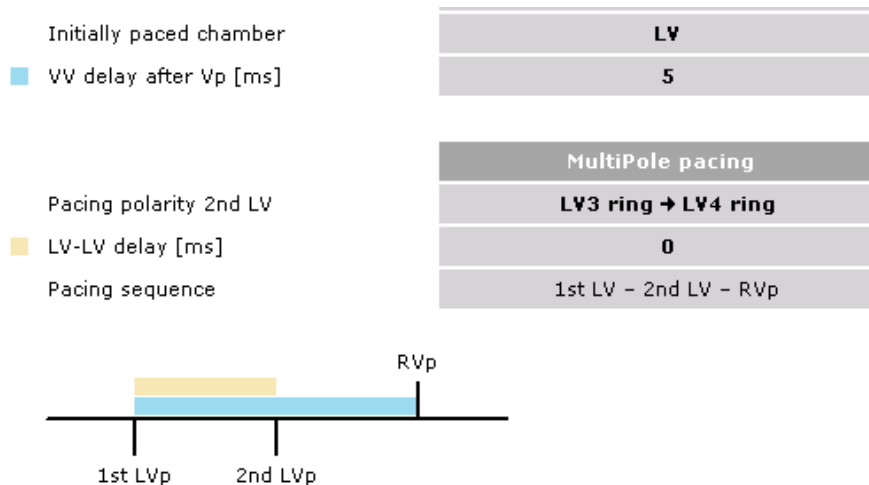 Initially paced chamber LV
VV delay after Vp [ms] 5
MultiPole pacing
Pacing polarity 2nd LV LV3 ring → LV4 ring
LV-LV delay [ms] 0
Pacing sequence 1st LV – 2nd LV – RVp
RVp
1st LVp 2nd LVp